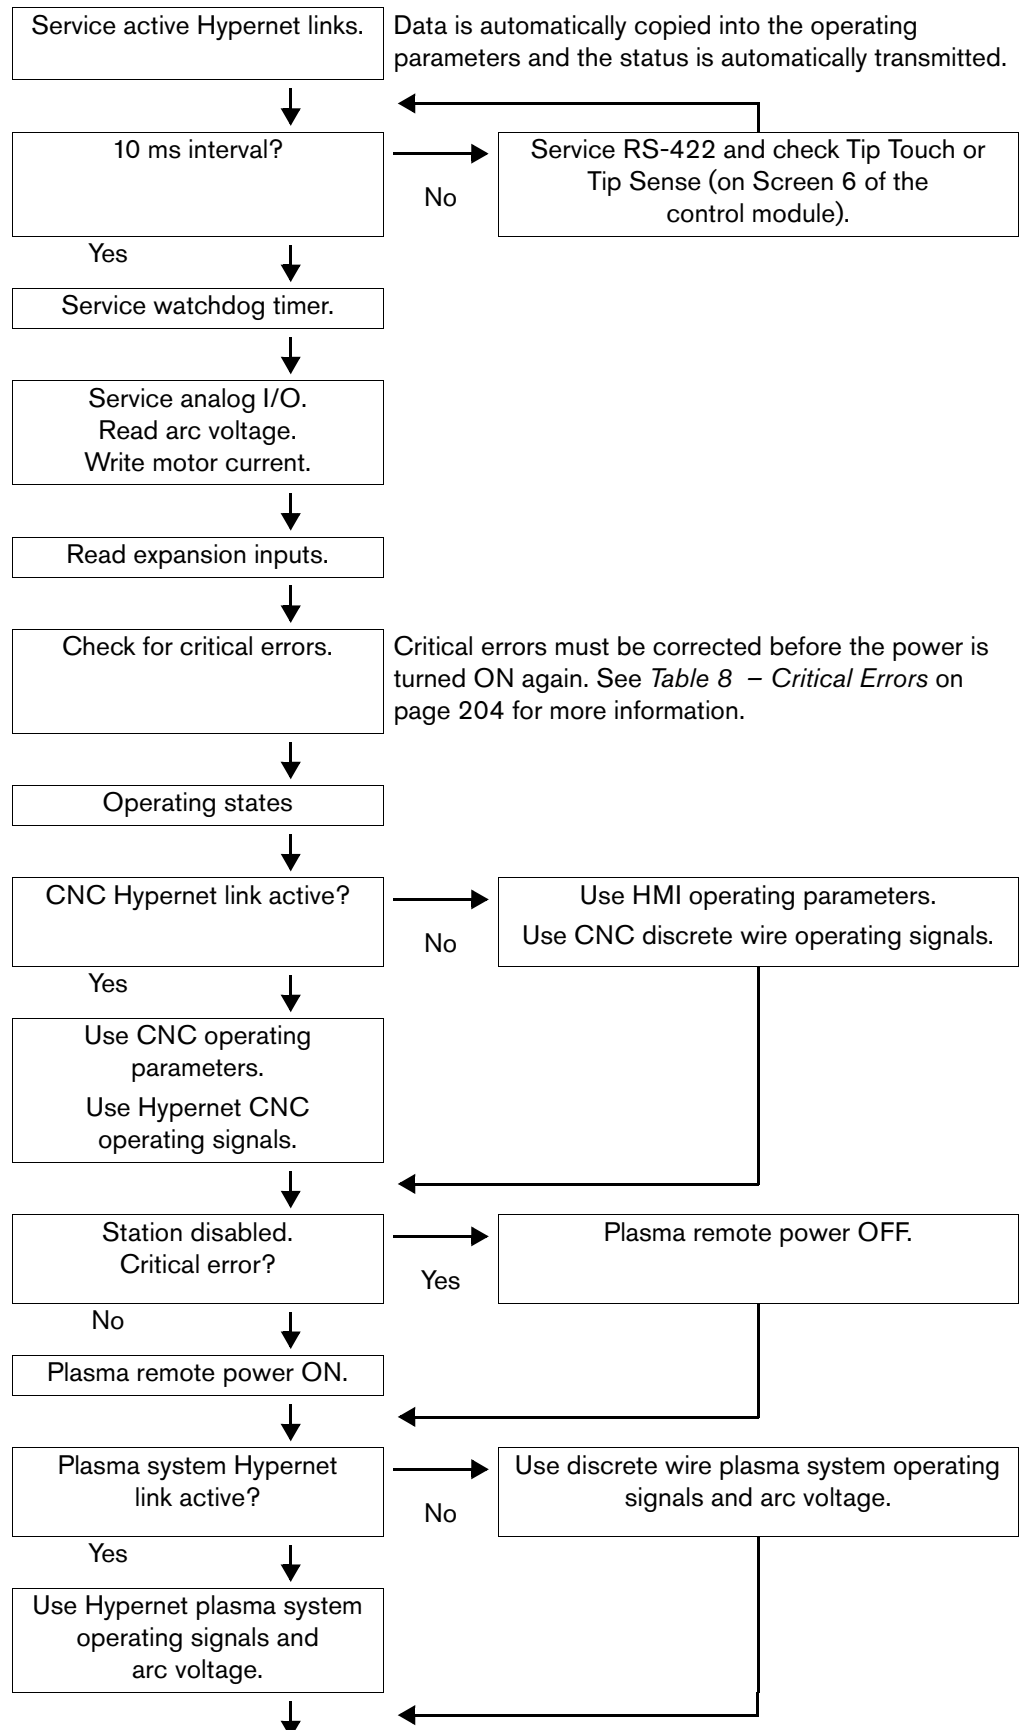 Service active Hypernet links.
Data is automatically copied into the operating
parameters and the status is automatically transmitted.
10 ms interval?
No
Service RS-422 and check Tip Touch or
Tip Sense (on Screen 6 of the
control module).
Yes
Service watchdog timer.
Service analog I/O.
Read arc voltage.
Write motor current.
Read expansion inputs.
Check for critical errors.
Critical errors must be corrected before the power is
turned ON again. See Table 8 – Critical Errors on
page 204 for more information.
Operating states
CNC Hypernet link active?
No
Use HMI operating parameters.
Use CNC discrete wire operating signals.
Yes
Use CNC operating
parameters.
Use Hypernet CNC
operating signals.
Station disabled.
Critical error?
Yes
Plasma remote power OFF.
No
Plasma remote power ON.
Plasma system Hypernet
link active?
No
Use discrete wire plasma system operating
signals and arc voltage.
Yes
Use Hypernet plasma system
operating signals and
arc voltage.